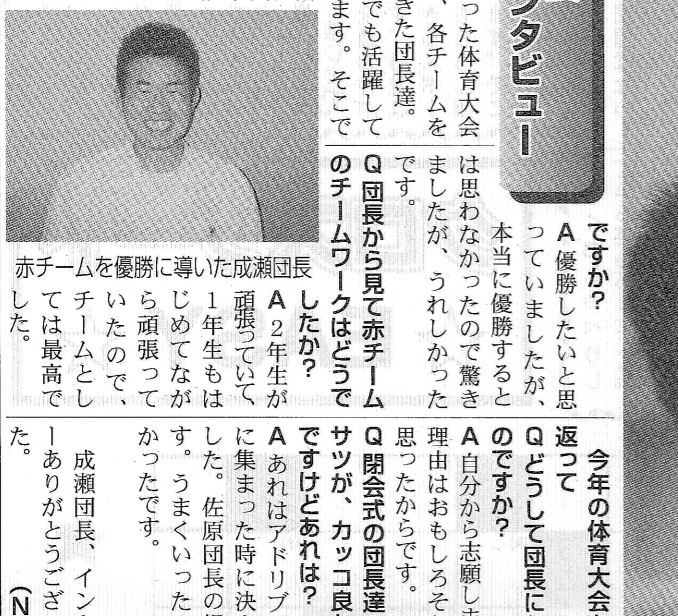 タビュー
った体育大会
、各チームを
きた団長達。
でも活躍して
ます。そこで
ですか?
A 優勝したいと思
っていましたが、
本当に優勝すると
は思わなかったので驚き
ましたが、うれしかった
です。
Q 団長から見て赤チーム
のチームワークはどうで
したか?
A 2年生が
頑張っていて
1年生もは
じめてなが
ら頑張って
いたので
チームとし
ては最高で
した。
赤チームを優勝に導いた成瀬団長
今年の体育大会
返って
Q どうして団長に
のですか?
A 自分から志願しま
理由はおもしろそ
思ったからです。
Q 閉会式の団長達
サツが、カッコ良
ですけどあれは?
A あれはアドリブ
に集まった時に決
した。佐原団長の
す。うまくいった
かったです。
成瀬団長、イン
ーありがとうござ
た。
(N